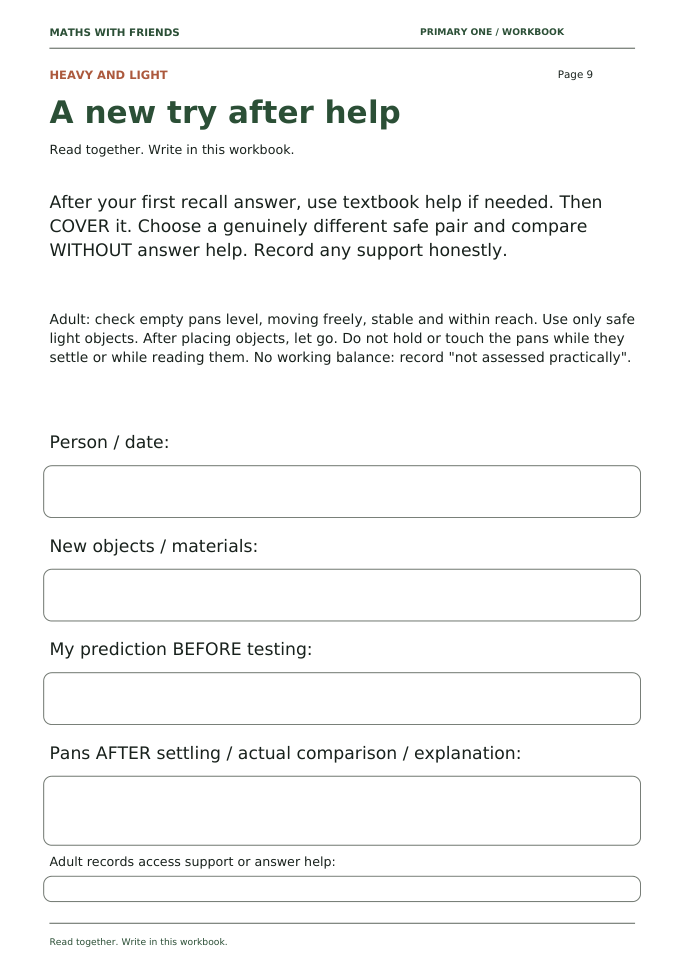 MATHS WITH FRIENDS
PRIMARY ONE / WORKBOOK
HEAVY AND LIGHT
Page 9
A new try after help
Read together. Write in this workbook.
After your first recall answer, use textbook help if needed. Then
COVER it. Choose a genuinely different safe pair and compare
WITHOUT answer help. Record any support honestly.
Adult: check empty pans level, moving freely, stable and within reach. Use only safe
light objects. After placing objects, let go. Do not hold or touch the pans while they
settle or while reading them. No working balance: record "not assessed practically".
Person / date:
New objects / materials:
My prediction BEFORE testing:
Pans AFTER settling / actual comparison / explanation:
Adult records access support or answer help:
Read together. Write in this workbook.